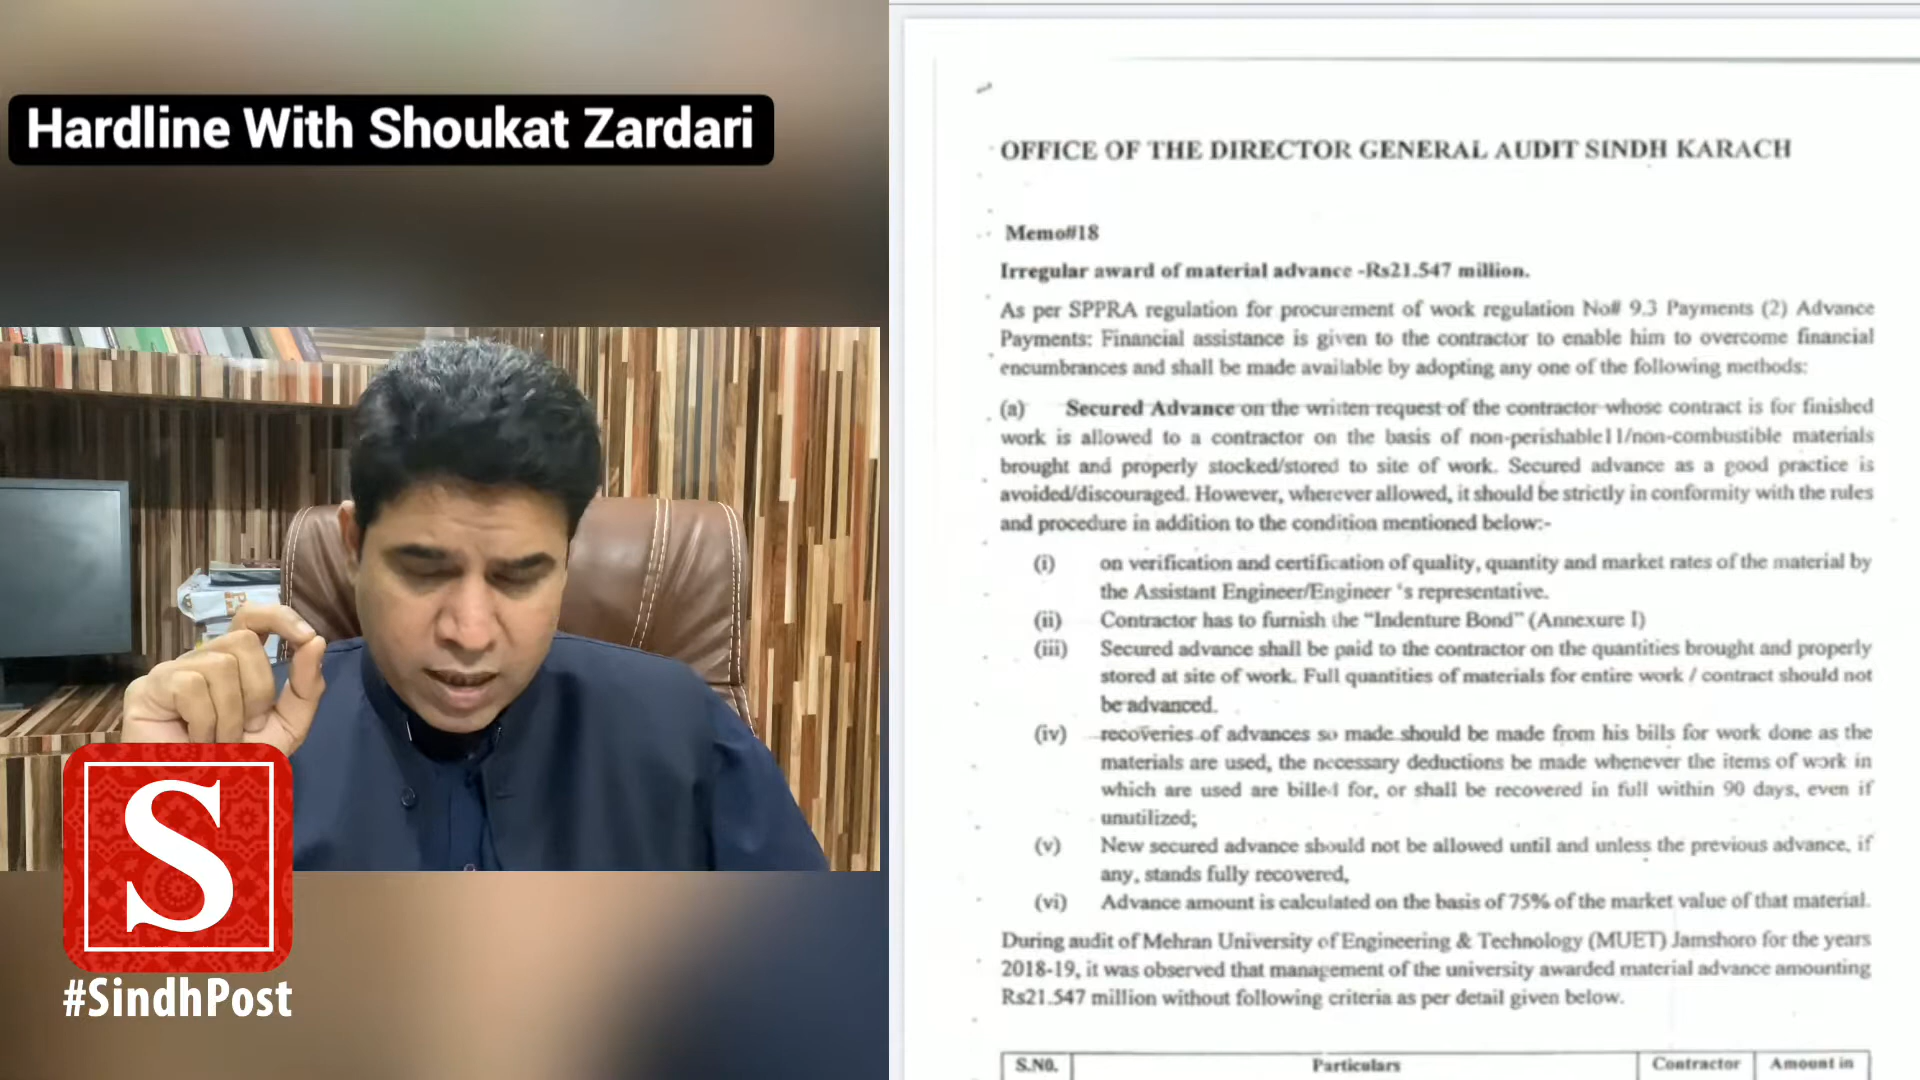 Hardline With Shoukat Zardari
S
#SindhPost
OFFICE OF THE DIRECTOR GENERAL AUDIT SINDH KARACH
Memo#18
Irregular award of material advance -Rs21.547 million.
As per SPPRA regulation for procurement of work regulation No# 9.3 Payments (2) Advance
Payments: Financial assistance is given to the contractor to enable him to overcome financial
encumbrances and shall be made available by adopting any one of the following methods:
(a) Secured Advance on the written request of the contractor whose contract is for finished
work is allowed to a contractor on the basis of non-perishable11/non-combustible materials
brought and properly stocked/stored to site of work. Secured advance as a good practice is
avoided/discouraged. However, wherever allowed, it should be strictly in conformity with the rules
and procedure in addition to the condition mentioned below:-
(i) on verification and certification of quality, quantity and market rates of the material by
the Assistant Engineer/Engineer 's representative.
(ii) Contractor has to furnish the "Indenture Bond" (Annexure I)
(iii) Secured advance shall be paid to the contractor on the quantities brought and properly
stored at site of work. Full quantities of materials for entire work / contract should not
be advanced.
(iv) recoveries of advances so made should be made from his bills for work done as the
materials are used, the necessary deductions be made whenever the items of work in
which are used are billed for, or shall be recovered in full within 90 days, even if
unutilized;
(v) New secured advance should not be allowed until and unless the previous advance, if
any, stands fully recovered,
(vi) Advance amount is calculated on the basis of 75% of the market value of that material.
During audit of Mehran University of Engineering & Technology (MUET) Jamshoro for the years
2018-19, it was observed that management of the university awarded material advance amounting
Rs21.547 million without following criteria as per detail given below.
S.N0. Particulars Contractor Amount in